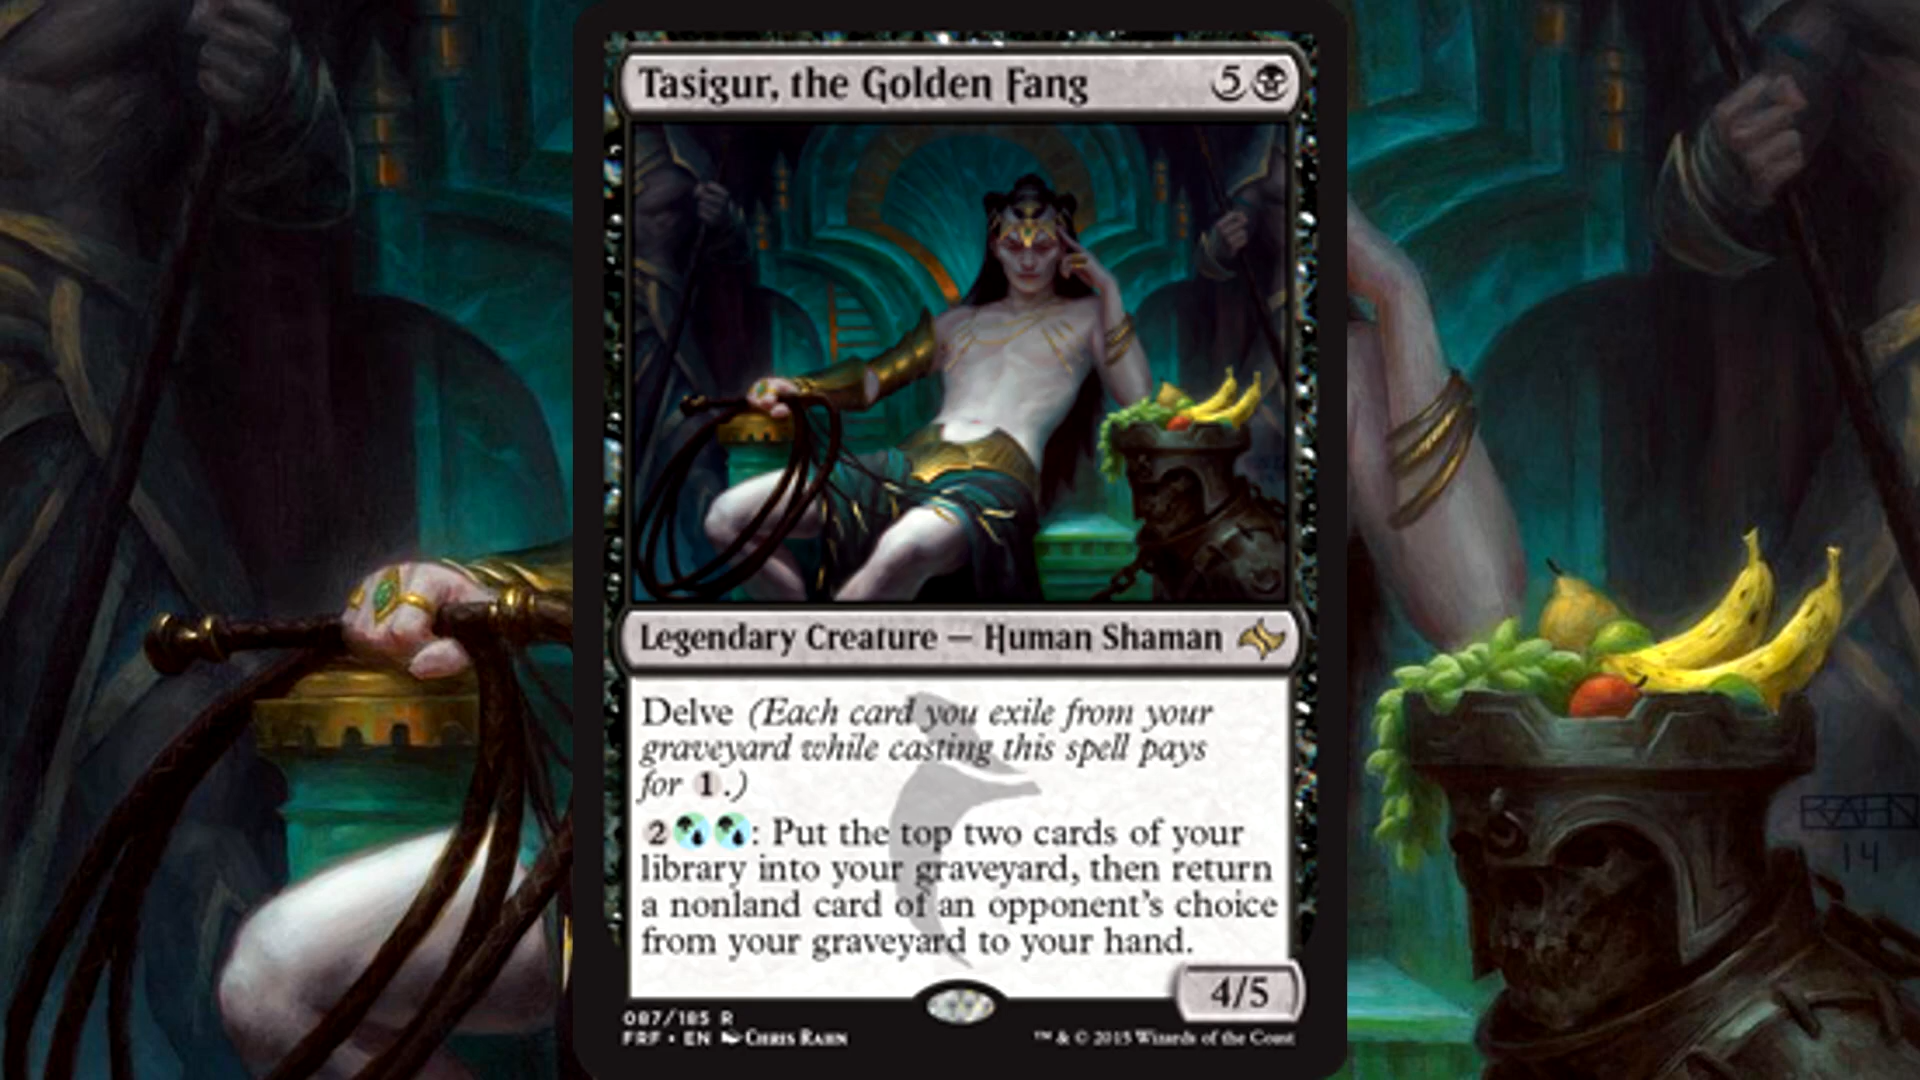 Tasigur, the Golden Fang 5
Legendary Creature — Human Shaman
Delve (Each card you exile from your
graveyard while casting this spell pays
for 1.)
2: Put the top two cards of your
library into your graveyard, then return
a nonland card of an opponent's choice
from your graveyard to your hand.
4/5
087/185 R
FRF • EN Chris Rahn
™ & © 2015 Wizards of the Coast
RAHN
14